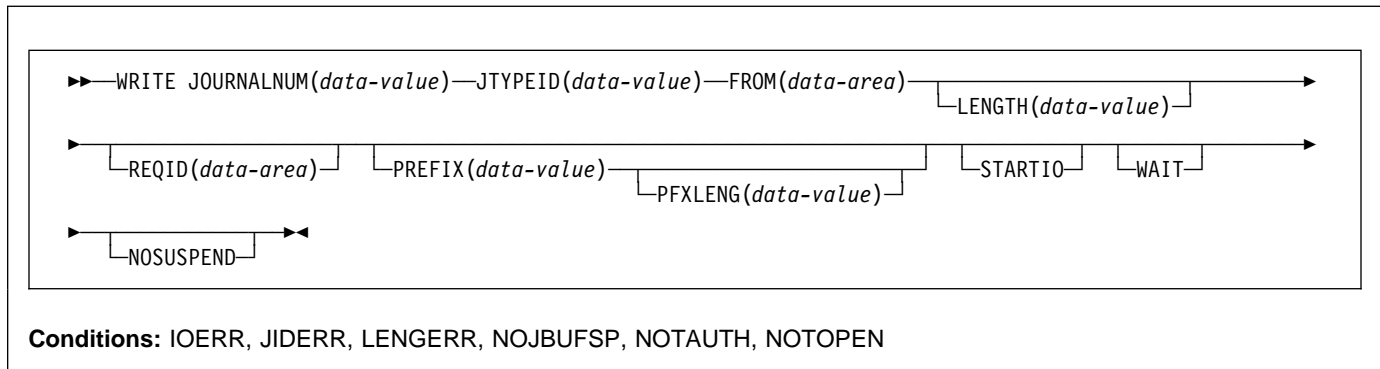 WRITE JOURNALNUM(data-value) JTYPEID(data-value) FROM(data-area)
LENGTH(data-value)
REQID(data-area) PREFIX(data-value) STARTIO WAIT
PFXLENG(data-value)
NOSUSPEND
Conditions: IOERR, JIDERR, LENGERR, NOJBUFSP, NOTAUTH, NOTOPEN